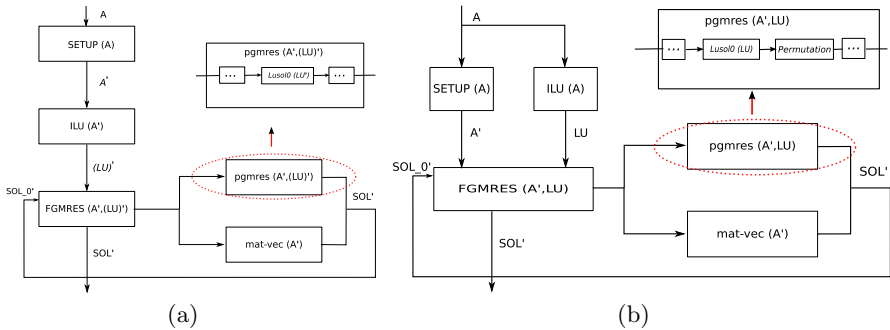 A
SETUP (A)
A'
ILU (A')
(LU)'
SOL_0'
FGMRES (A',(LU)')
SOL'
pgmres (A',(LU)')
... Lusol0 (LU') ...
pgmres (A',(LU)')
SOL'
mat-vec (A')
(a)
A
SETUP (A)
ILU (A)
A'
LU
SOL_0'
FGMRES (A',LU)
SOL'
pgmres (A',LU)
... Lusol0 (LU) Permutation ...
pgmres (A',LU)
SOL'
mat-vec (A')
(b)